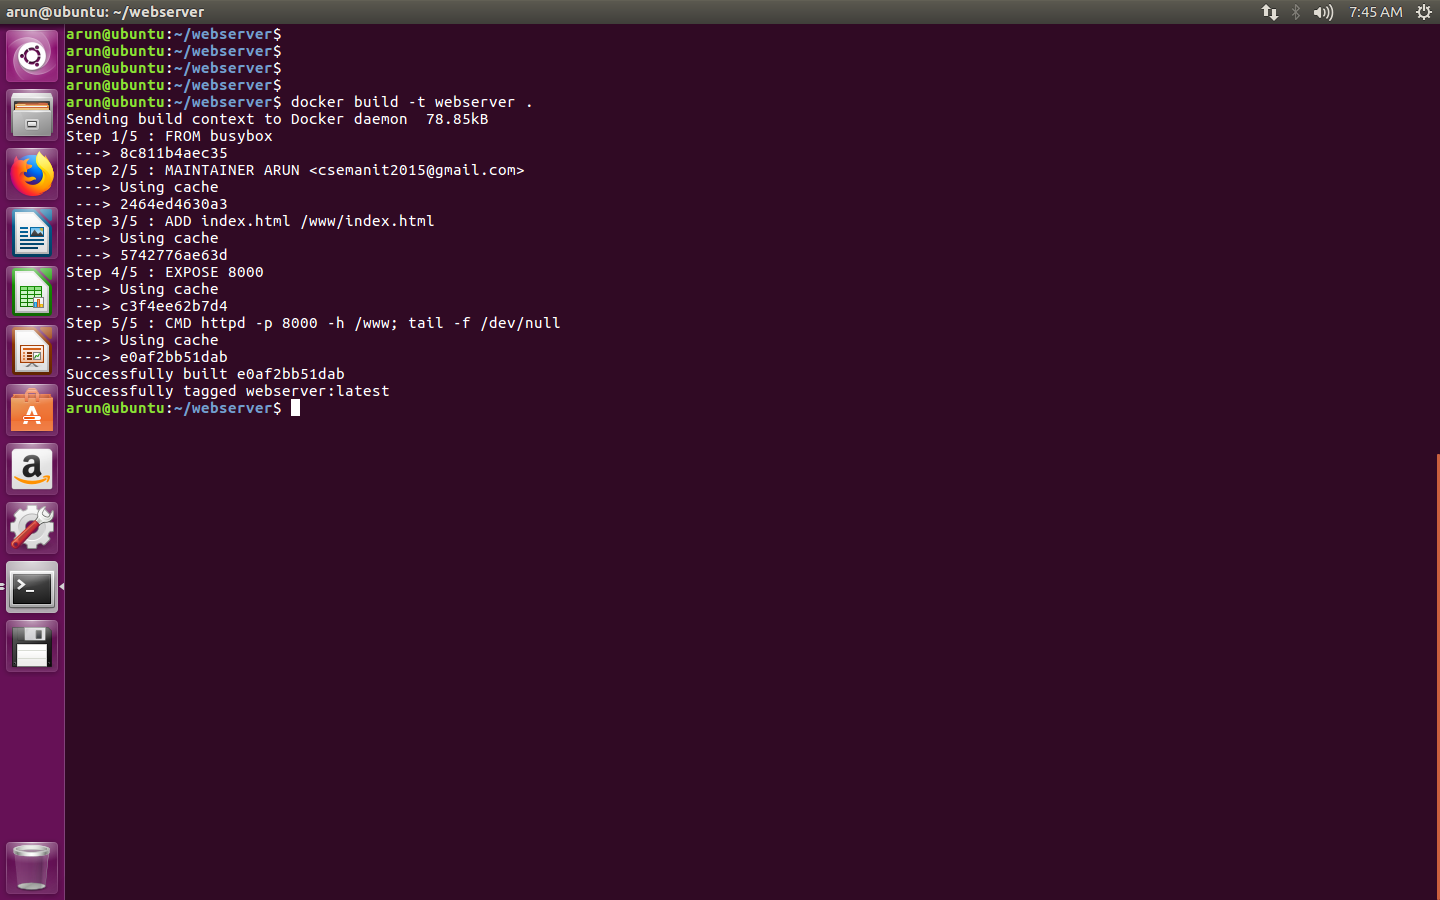 arun@ubuntu: ~/webserver
7:45 AM
arun@ubuntu:~/webserver$
arun@ubuntu:~/webserver$
arun@ubuntu:~/webserver$
arun@ubuntu:~/webserver$
arun@ubuntu:~/webserver$ docker build -t webserver .
Sending build context to Docker daemon  78.85kB
Step 1/5 : FROM busybox
 ---> 8c811b4aec35
Step 2/5 : MAINTAINER ARUN <csemanit2015@gmail.com>
 ---> Using cache
 ---> 2464ed4630a3
Step 3/5 : ADD index.html /www/index.html
 ---> Using cache
 ---> 5742776ae63d
Step 4/5 : EXPOSE 8000
 ---> Using cache
 ---> c3f4ee62b7d4
Step 5/5 : CMD httpd -p 8000 -h /www; tail -f /dev/null
 ---> Using cache
 ---> e0af2bb51dab
Successfully built e0af2bb51dab
Successfully tagged webserver:latest
arun@ubuntu:~/webserver$